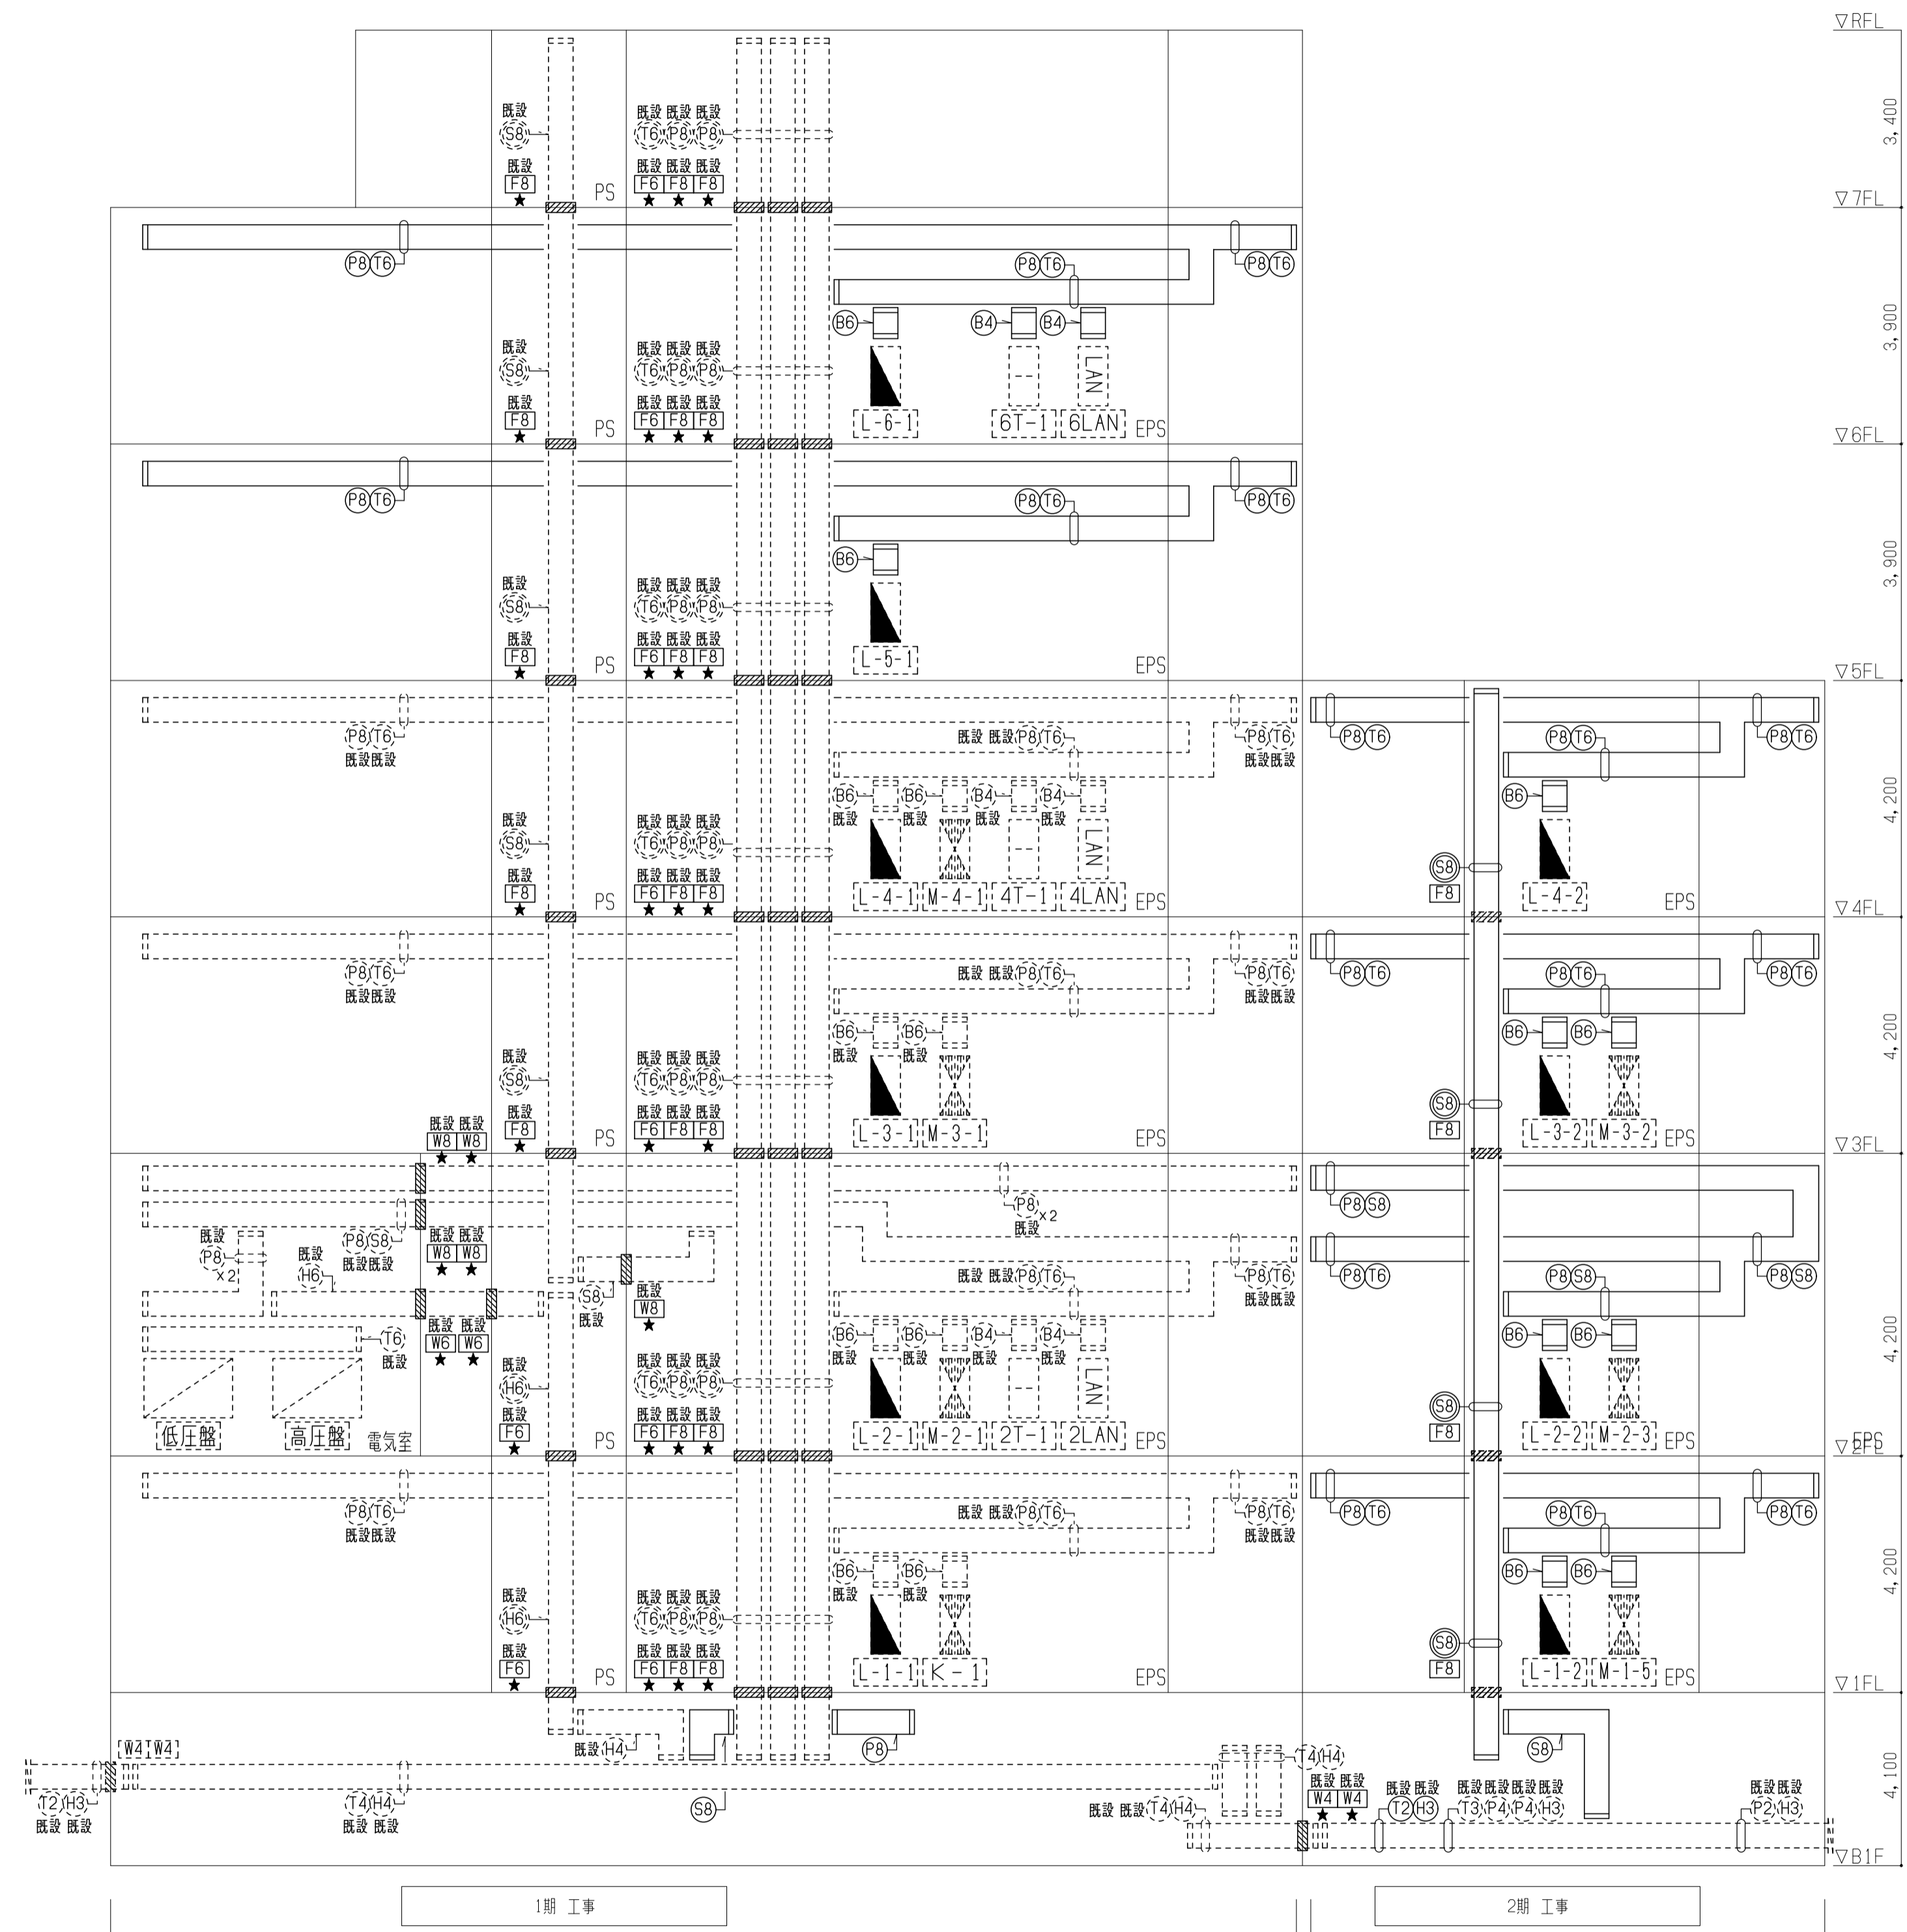 ▽RFL
3,400
既設
S8
既設 既設 既設
T6 P8 P8
既設
F8
★
PS
既設 既設 既設
F6 F8 F8
★ ★ ★
▽7FL
P8 T6
P8 T6
P8 T6
B6
B4
B4
3,900
既設
S8
既設 既設 既設
T6 P8 P8
LAN
既設
F8
★
PS
既設 既設 既設
F6 F8 F8
★ ★ ★
L-6-1
6T-1
6LAN
EPS
▽6FL
P8 T6
P8 T6
P8 T6
B6
3,900
既設
S8
既設 既設 既設
T6 P8 P8
既設
F8
★
PS
既設 既設 既設
F6 F8 F8
★ ★ ★
L-5-1
EPS
▽5FL
P8 T6
既設既設
既設 既設 P8 T6
P8 T6
既設既設
P8 T6
P8 T6
P8 T6
B6
既設
B6
既設
B4
既設
B4
既設
B6
4,200
既設
S8
既設 既設 既設
T6 P8 P8
LAN
S8
F8
既設
F8
★
PS
既設 既設 既設
F6 F8 F8
★ ★ ★
L-4-1
M-4-1
4T-1
4LAN
EPS
L-4-2
EPS
▽4FL
P8 T6
既設既設
既設 既設 P8 T6
P8 T6
既設既設
P8 T6
P8 T6
P8 T6
B6
既設
B6
既設
B6
B6
4,200
既設
S8
既設 既設 既設
T6 P8 P8
S8
F8
既設 既設
W8 W8
★ ★
既設
F8
★
PS
既設 既設 既設
F6 F8 F8
★ ★ ★
L-3-1
M-3-1
EPS
L-3-2
M-3-2
EPS
▽3FL
P8 ×2
既設
P8 S8
既設
P8
×2
既設
H6
P8 S8
既設既設
既設 既設
W8 W8
★ ★
S8
既設
既設
W8
★
既設 既設 P8 T6
P8 T6
既設既設
P8 T6
P8 S8
P8 S8
T6
既設
既設 既設
W6 W6
★ ★
B6
既設
B6
既設
B4
既設
B4
既設
B6
B6
4,200
既設
H6
既設 既設 既設
T6 P8 P8
LAN
S8
F8
低圧盤
高圧盤
電気室
既設
F6
★
PS
既設 既設 既設
F6 F8 F8
★ ★ ★
L-2-1
M-2-1
2T-1
2LAN
EPS
L-2-2
M-2-3
EPS
EPS
▽2FL
P8 T6
既設既設
既設 既設 P8 T6
P8 T6
既設既設
P8 T6
P8 T6
P8 T6
B6
既設
B6
既設
B6
B6
4,200
既設
H6
既設 既設 既設
T6 P8 P8
S8
F8
既設
F6
★
PS
既設 既設 既設
F6 F8 F8
★ ★ ★
L-1-1
K-1
EPS
L-1-2
M-1-5
EPS
▽1FL
W4 W4
既設 H4
P8
T4 H4
S8
T2 H3
既設 既設
T4 H4
既設 既設
S8
既設 既設 T4 H4
既設 既設
W4 W4
★ ★
既設 既設
T2 H3
既設 既設 既設 既設
T3 P4 P4 H3
既設 既設
P2 H3
4,100
▽B1F
1期 工事
2期 工事